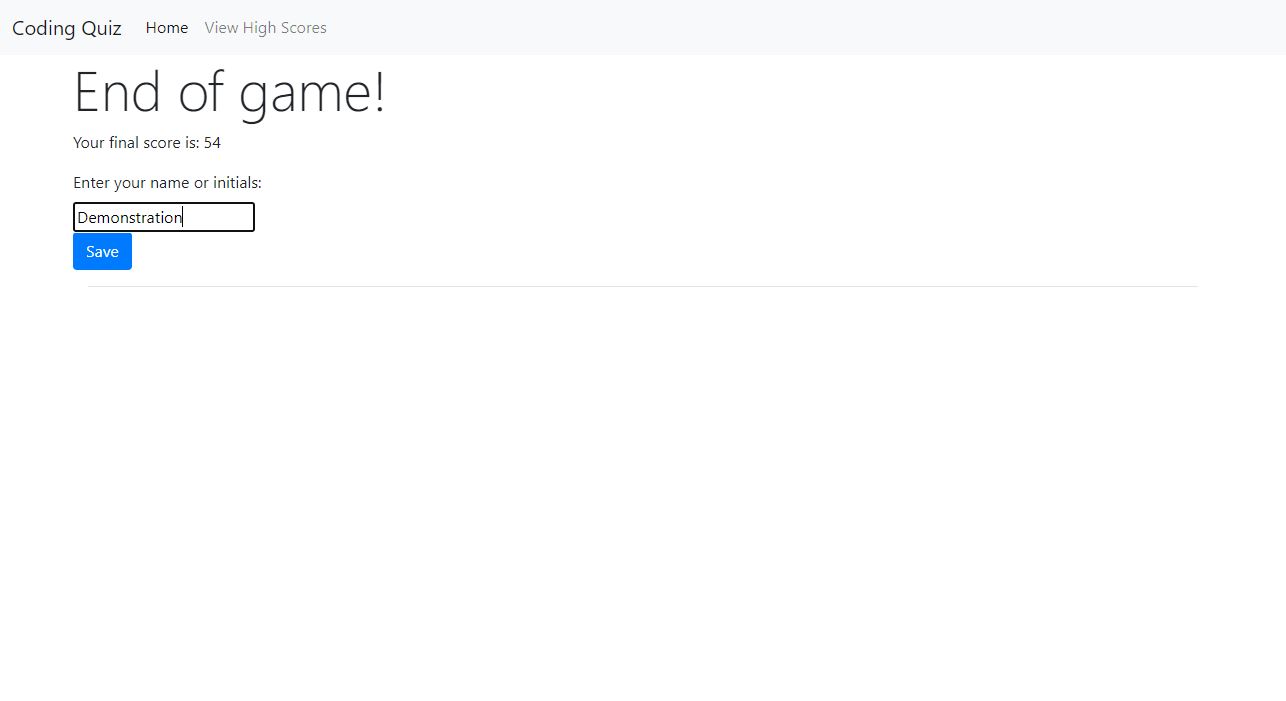 Coding Quiz Home View High Scores
End of game!
Your final score is: 54
Enter your name or initials:
Demonstration
Save